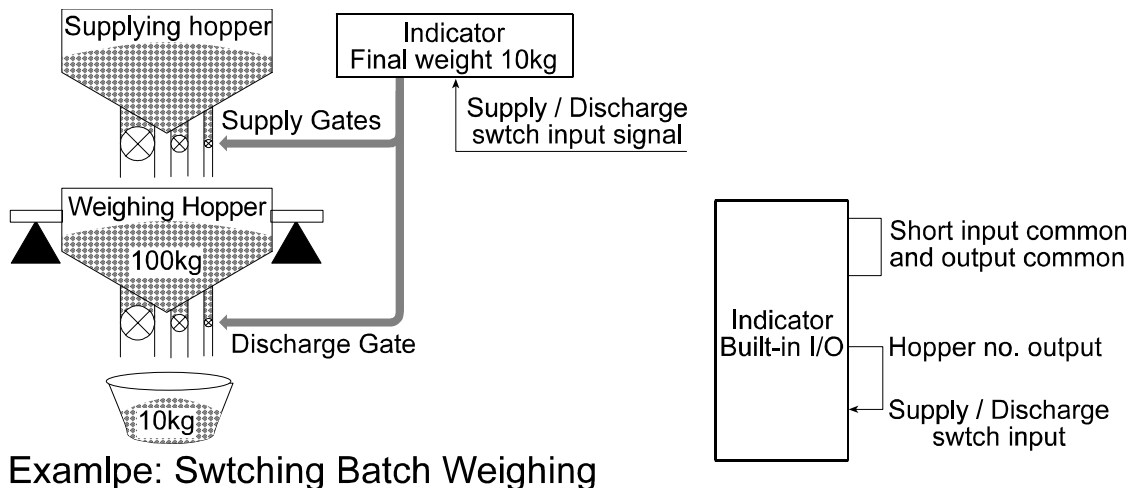 Supplying hopper
Indicator
Final weight 10kg
Supply Gates
Supply / Discharge
swtch input signal
Weighing Hopper
100kg
Discharge Gate
10kg
Short input common
and output common
Indicator
Built-in I/O
Hopper no. output
Supply / Discharge
swtch input
Examlpe: Swtching Batch Weighing